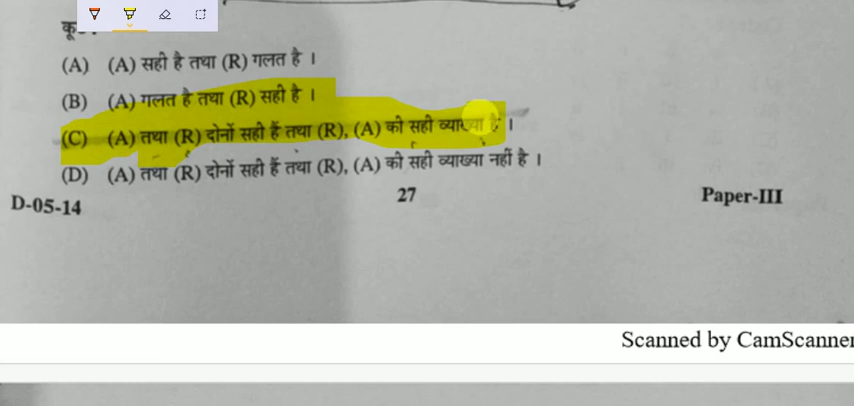 (A) (A) सही है तथा (R) गलत है ।
(B) (A) गलत है तथा (R) सही है ।
(C) (A) तथा (R) दोनों सही हैं तथा (R), (A) की सही व्याख्या है ।
(D) (A) तथा (R) दोनों सही हैं तथा (R), (A) की सही व्याख्या नहीं है ।
D-05-14 27 Paper-III
Scanned by CamScanner